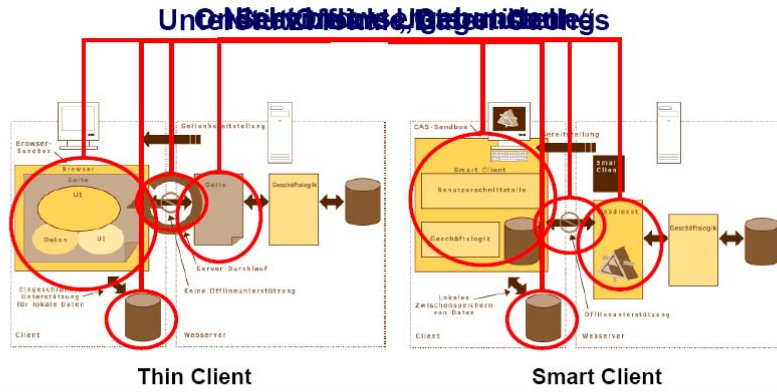 Seitenbereitstellung
Browser-
Sandbox
Browser
Seite
UI
Daten
UI
Seite
Geschäftslogik
Server-Durchlauf
Keine Offlineunterstützung
Eingeschränkte
Unterstützung
für lokale Daten
Client
Webserver
Thin Client
CAS-Sandbox
Bereitstellung
Smart Client
Smart
Client
Benutzerschnittstelle
Geschäftslogik
Webdienst
Geschäftslogik
Lokales
Zwischenspeichern
von Daten
Offlineunterstützung
Client
Webserver
Smart Client